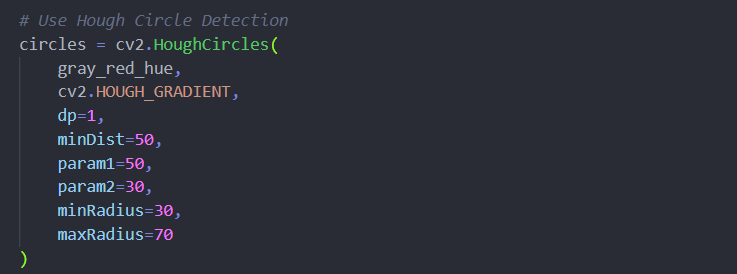 # Use Hough Circle Detection
circles = cv2.HoughCircles(
    gray_red_hue,
    cv2.HOUGH_GRADIENT,
    dp=1,
    minDist=50,
    param1=50,
    param2=30,
    minRadius=30,
    maxRadius=70
)